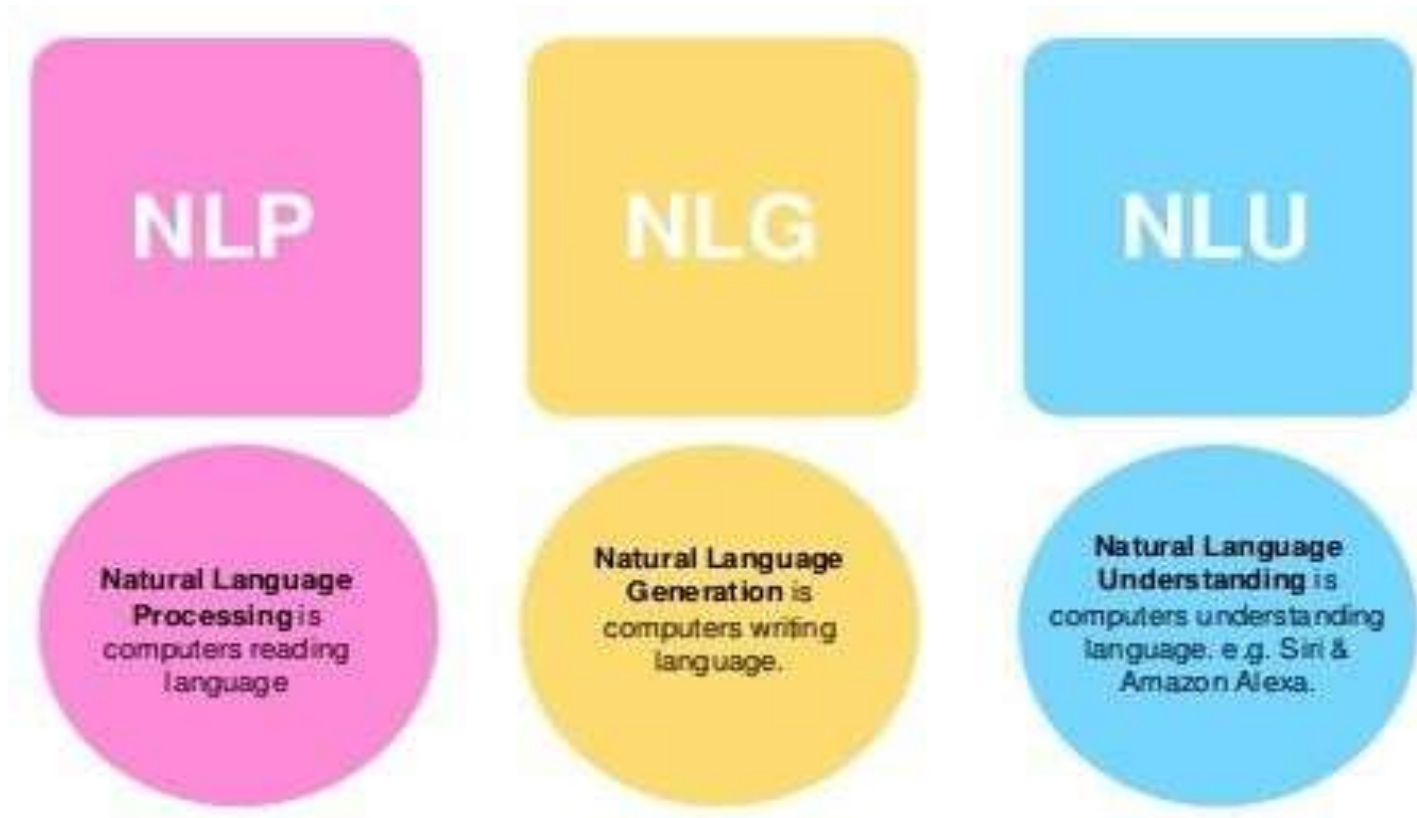 NLP
NLG
NLU
Natural Language
Processing is
computers reading
language
Natural Language
Generation is
computers writing
language.
Natural Language
Understanding is
computers understanding
language. e.g. Siri &
Amazon Alexa.